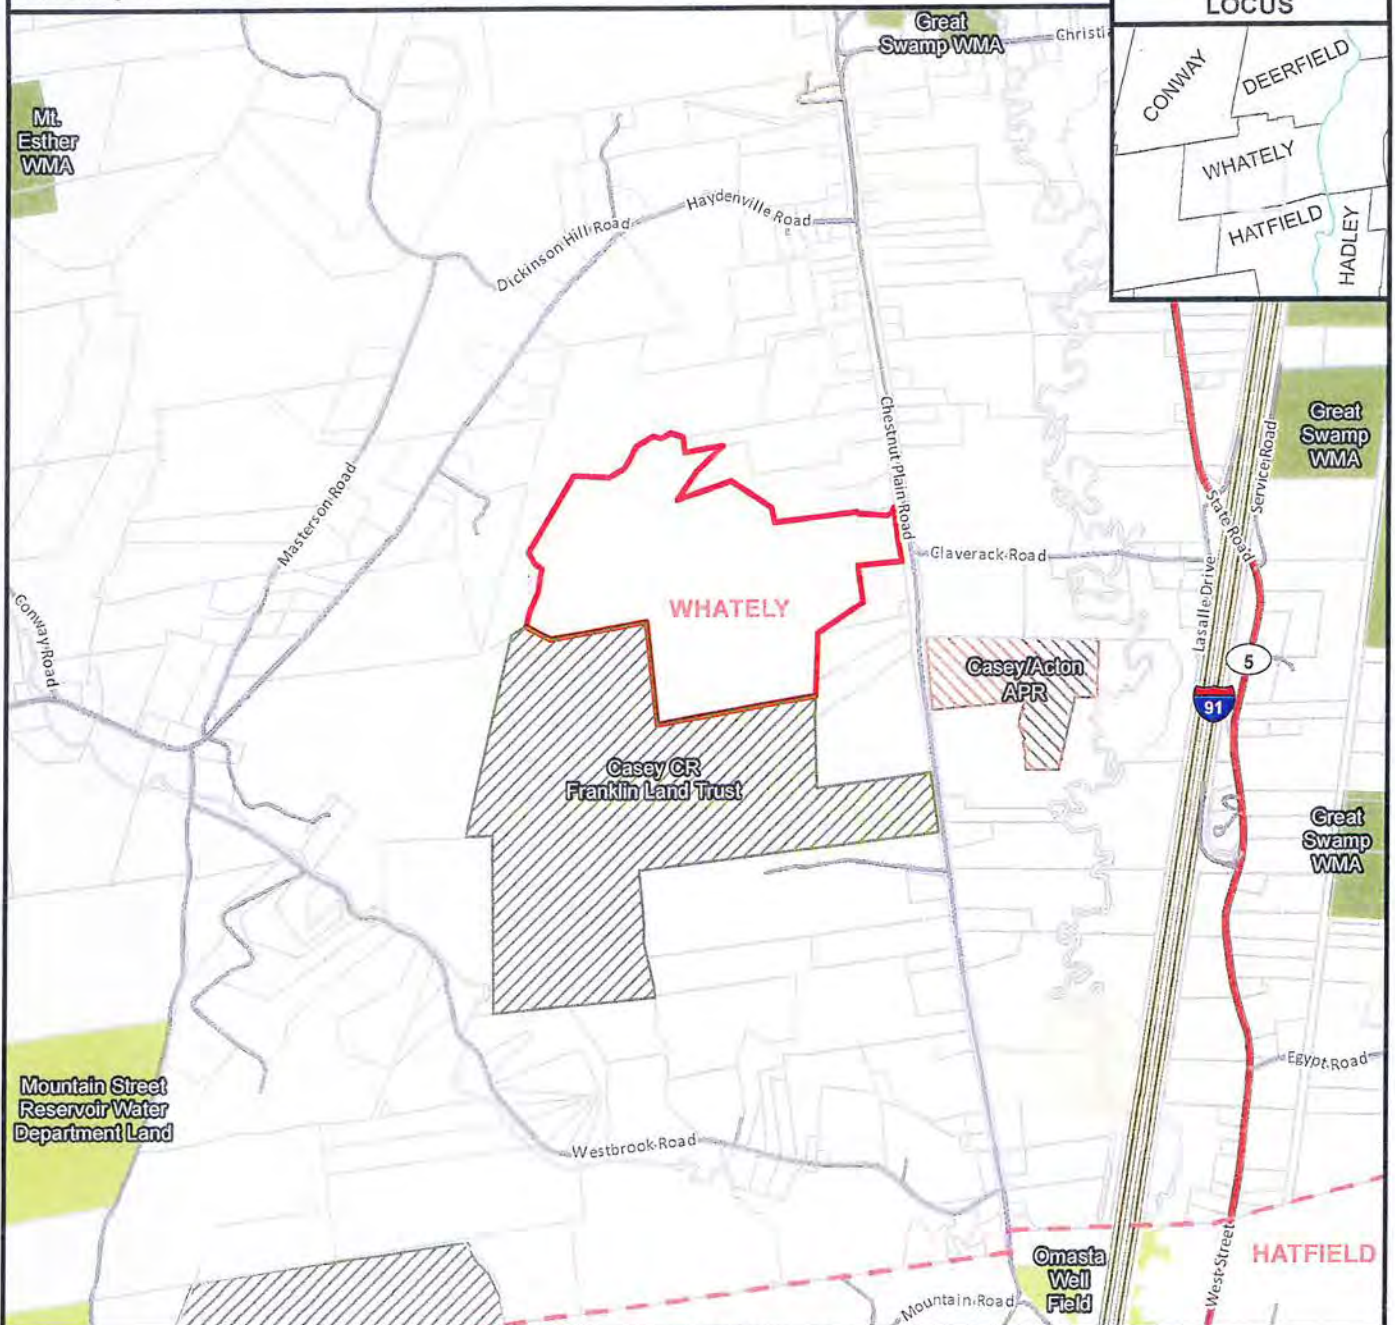 LOCUS
Great
Swamp WMA
Christi
CONWAY
DEERFIELD
WHATELY
HATFIELD
HADLEY
Mt.
Esther
WMA
Haydenville Road
Dickinson Hill Road
Chestnut Plain Road
Great
Swamp
WMA
Service Road
State Road
Masterson Road
Claverack Road
Lasalle Drive
Conway Road
WHATELY
Casey/Acton
APR
5
91
Casey CR
Franklin Land Trust
Great
Swamp
WMA
Egypt Road
Mountain Street
Reservoir Water
Department Land
Westbrook Road
West Street
HATFIELD
Omasta
Well
Field
Mountain Road